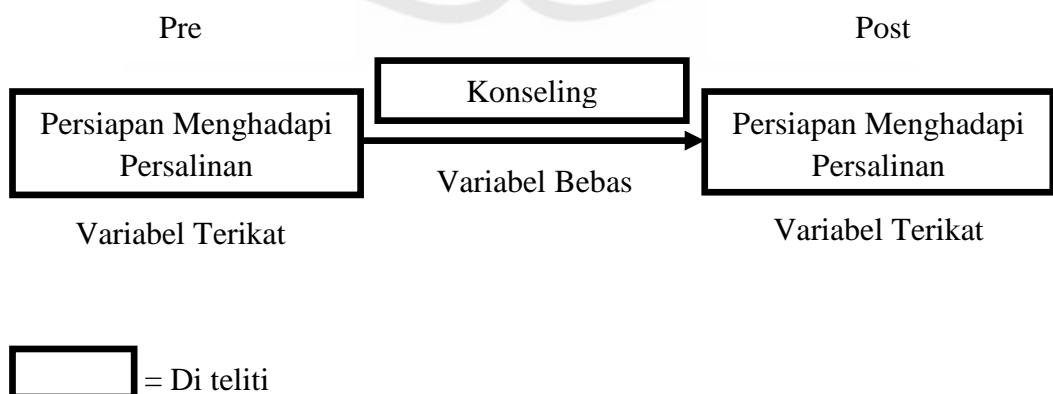 Pre
Post
Konseling
Persiapan Menghadapi
Persalinan
Persiapan Menghadapi
Persalinan
Variabel Bebas
Variabel Terikat
Variabel Terikat
= Di teliti